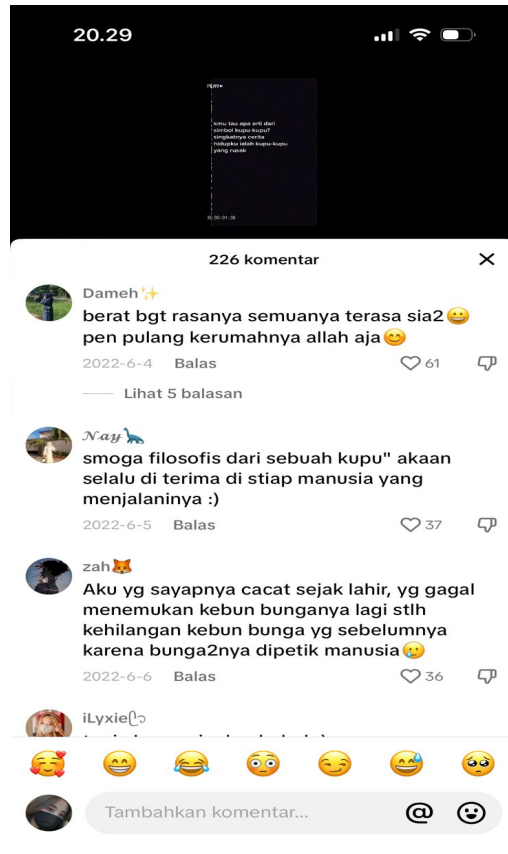 20.29
PLAY
kmu tau apa arti dari
simbol kupu-kupu?
singkatnya cerita
hidupku ialah kupu-kupu
yang rusak
226 komentar
Dameh✨
berat bgt rasanya semuanya terasa sia2😀
pen pulang kerumahnya allah aja😊
2022-6-4 Balas 61
Lihat 5 balasan
𝓝𝓪𝔂🦕
smoga filosofis dari sebuah kupu" akaan
selalu di terima di stiap manusia yang
menjalaninya :)
2022-6-5 Balas 37
zah🦊
Aku yg sayapnya cacat sejak lahir, yg gagal
menemukan kebun bunganya lagi stlh
kehilangan kebun bunga yg sebelumnya
karena bunga2nya dipetik manusia🥲
2022-6-6 Balas 36
iLyxie
Tambahkan komentar... @